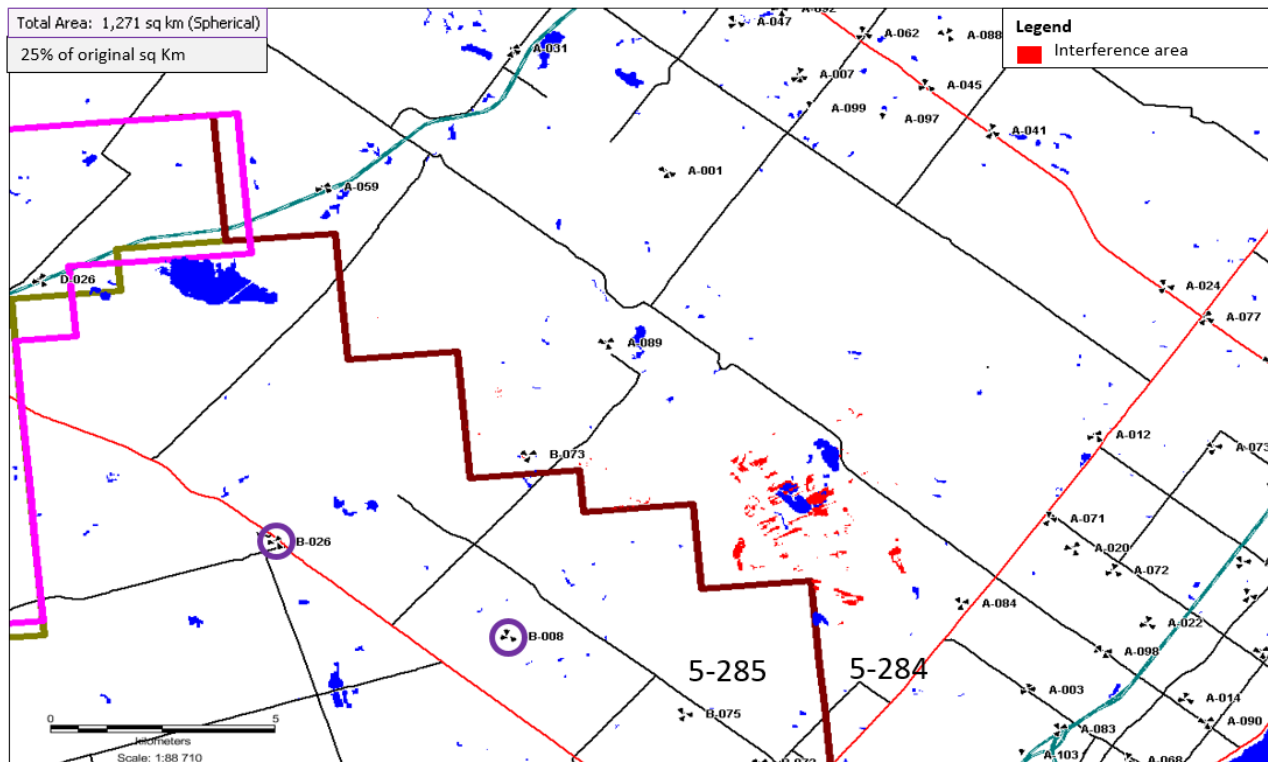 Total Area: 1,271 sq km (Spherical)
25% of original sq Km
Legend
Interference area
A-047
A-062
A-088
A-031
A-007
A-045
A-099
A-097
A-041
A-001
A-059
D-026
A-024
A-077
A-089
A-012
A-073
B-073
A-071
A-020
A-072
B-026
A-084
A-022
B-008
A-098
5-285
5-284
A-003
A-014
B-075
A-090
A-083
A-103
A-068
0
5
kilometers
Scale: 1:88 710